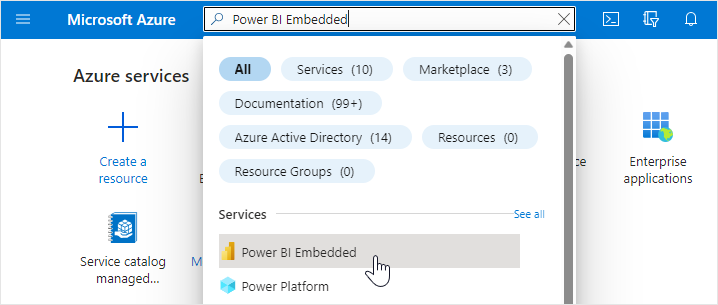 Microsoft Azure
Power BI Embedded
Azure services
All
Services (10)
Marketplace (3)
Documentation (99+)
Azure Active Directory (14)
Resources (0)
Resource Groups (0)
Create a
resource
Enterprise
applications
Services
See all
Service catalog
managed...
Power BI Embedded
Power Platform